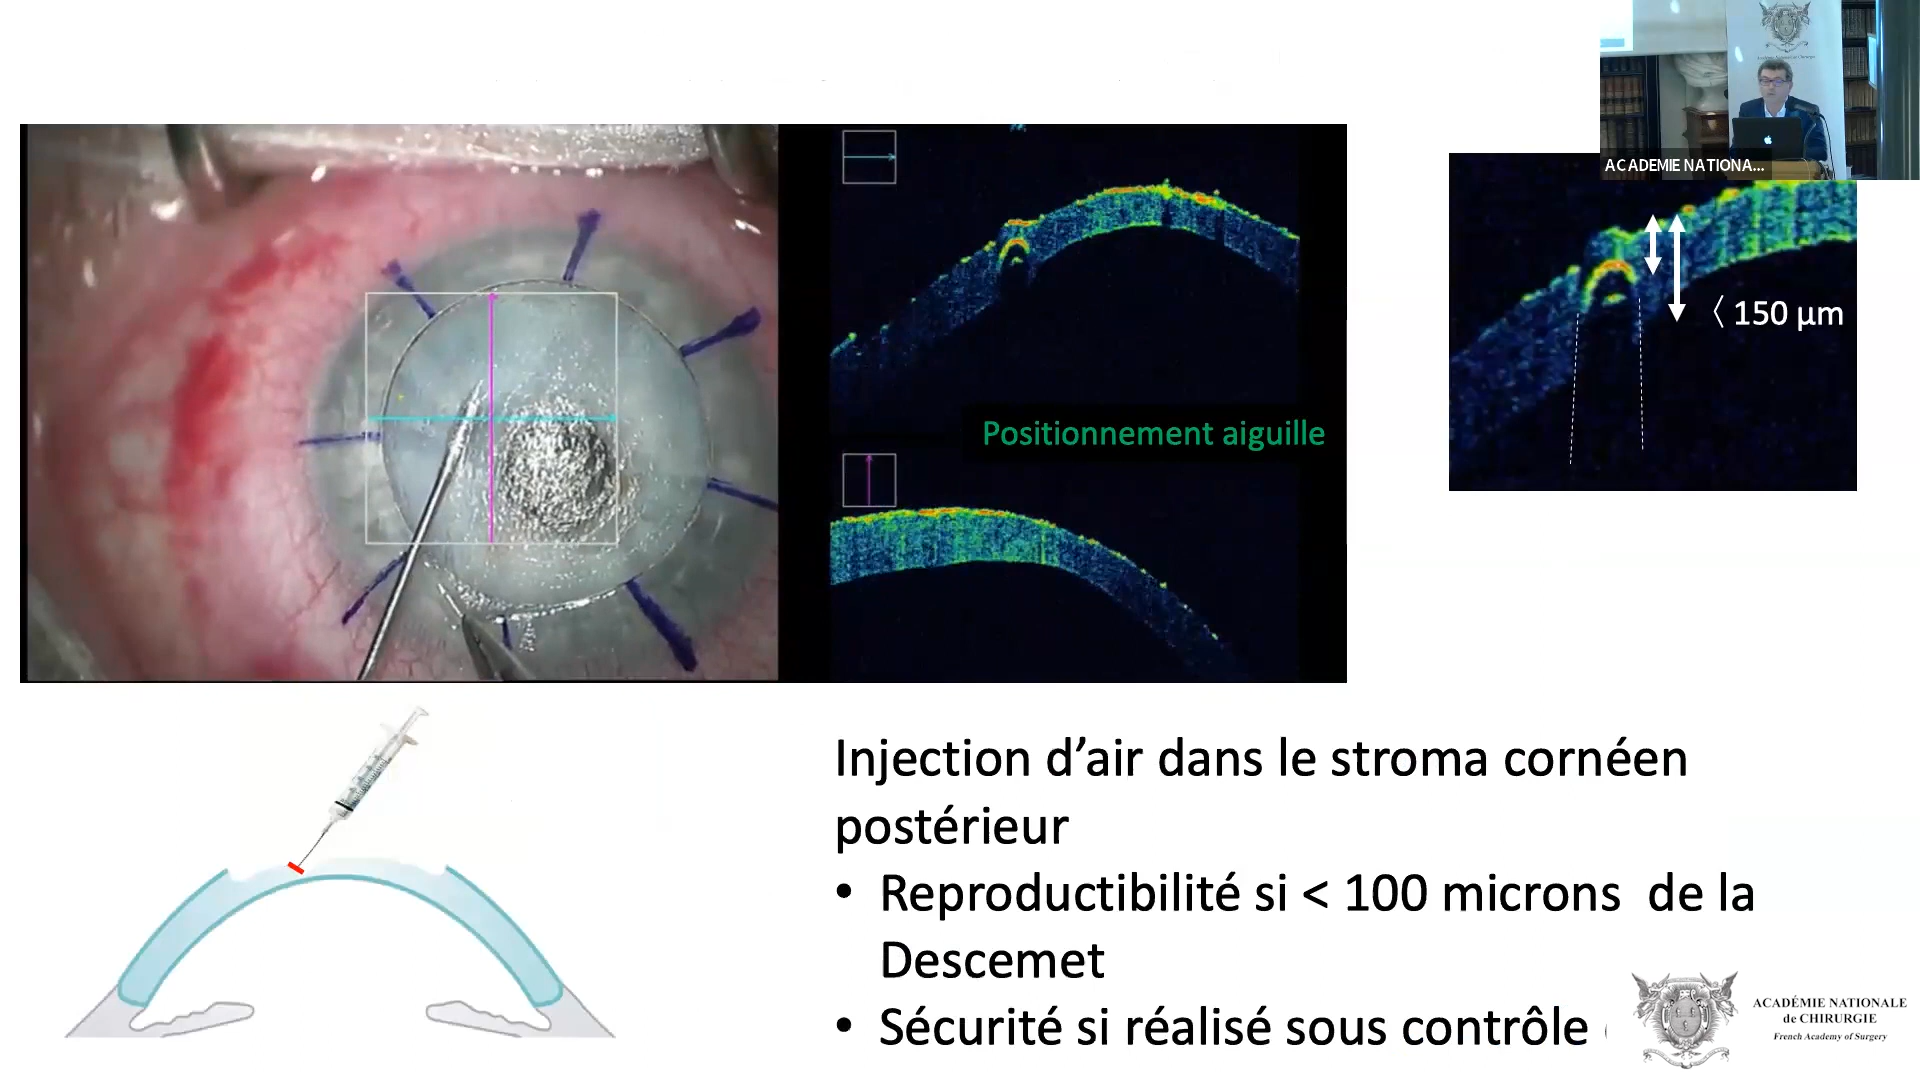 ACADEMIE NATIONA...
〈 150 µm
Positionnement aiguille
Injection d’air dans le stroma cornéen
postérieur
• Reproductibilité si < 100 microns de la
Descemet
• Sécurité si réalisé sous contrôle
ACADÉMIE NATIONALE
de CHIRURGIE
French Academy of Surgery